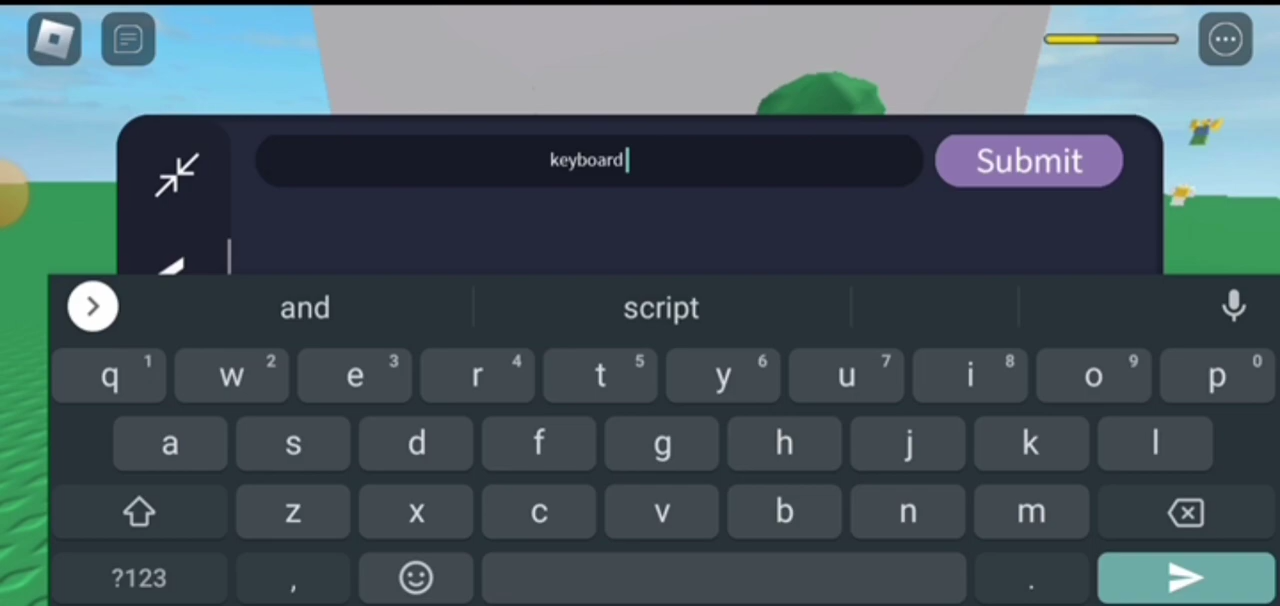 keyboard
Submit
and script
q 1 w 2 e 3 r 4 t 5 y 6 u 7 i 8 o 9 p 0
a s d f g h j k l
z x c v b n m
?123 , .